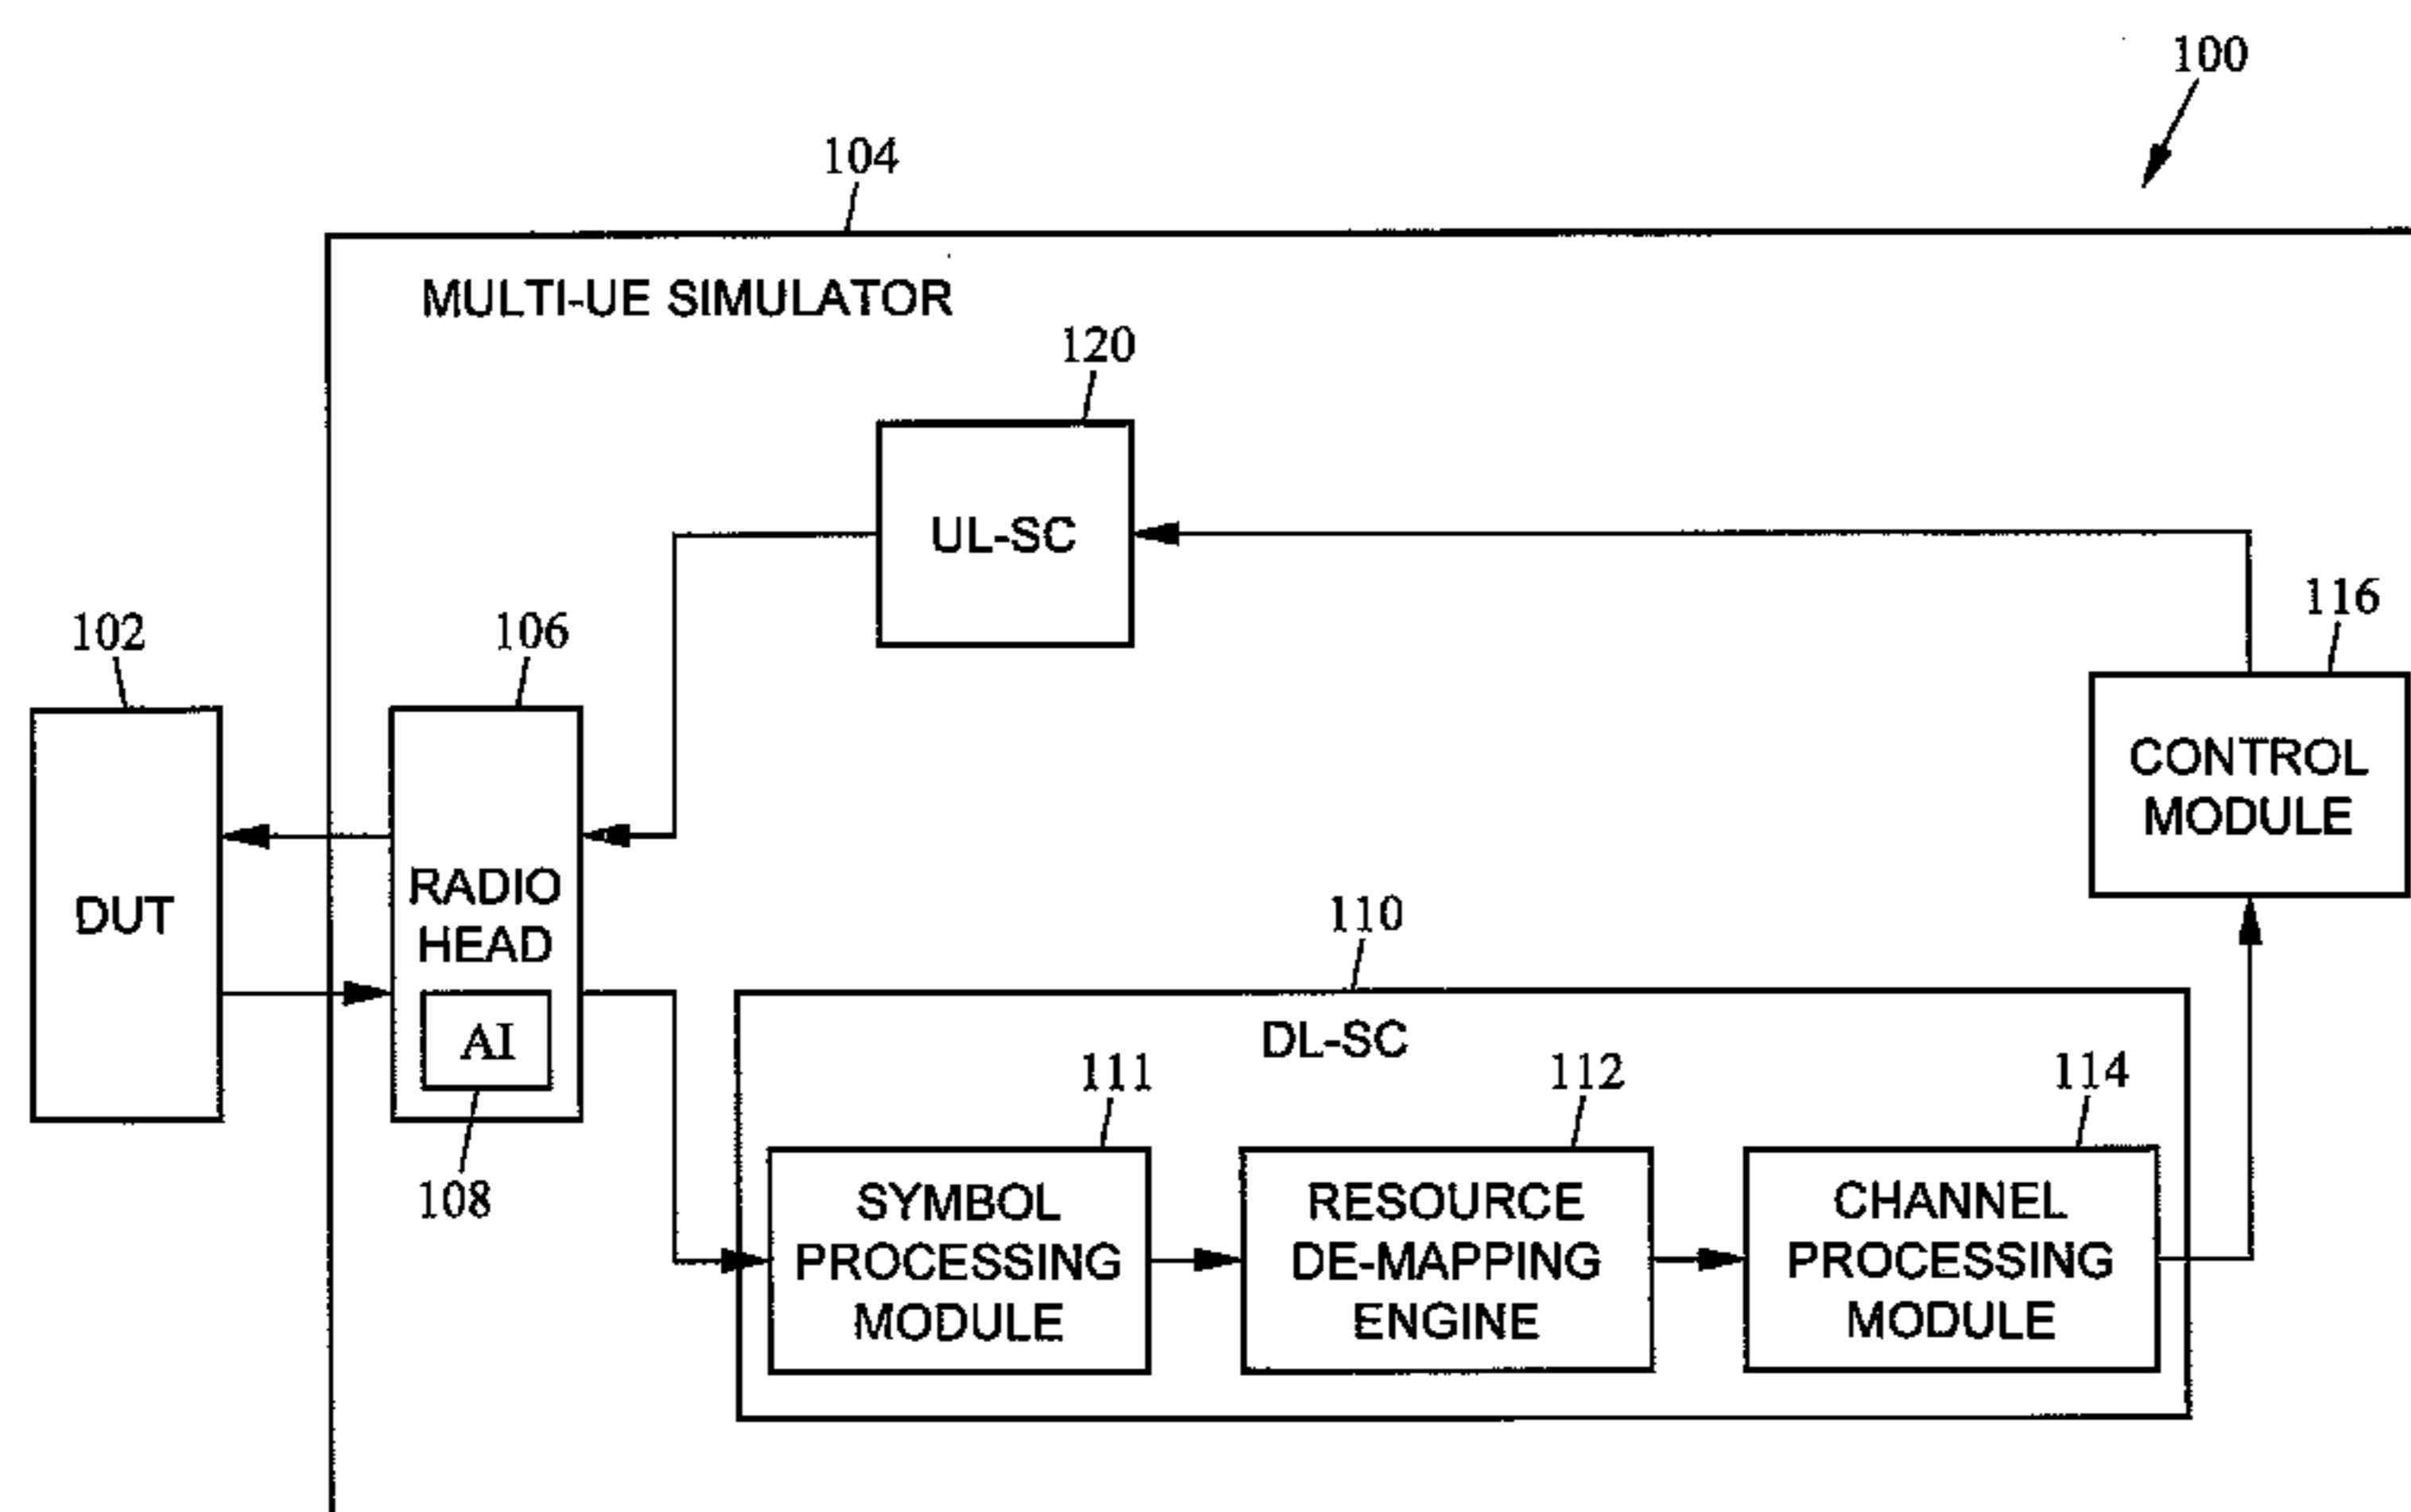 100
104
MULTI-UE SIMULATOR
120
UL-SC
116
CONTROL
MODULE
102
106
DUT
RADIO
HEAD
AI
108
110
DL-SC
111
112
114
SYMBOL
PROCESSING
MODULE
RESOURCE
DE-MAPPING
ENGINE
CHANNEL
PROCESSING
MODULE